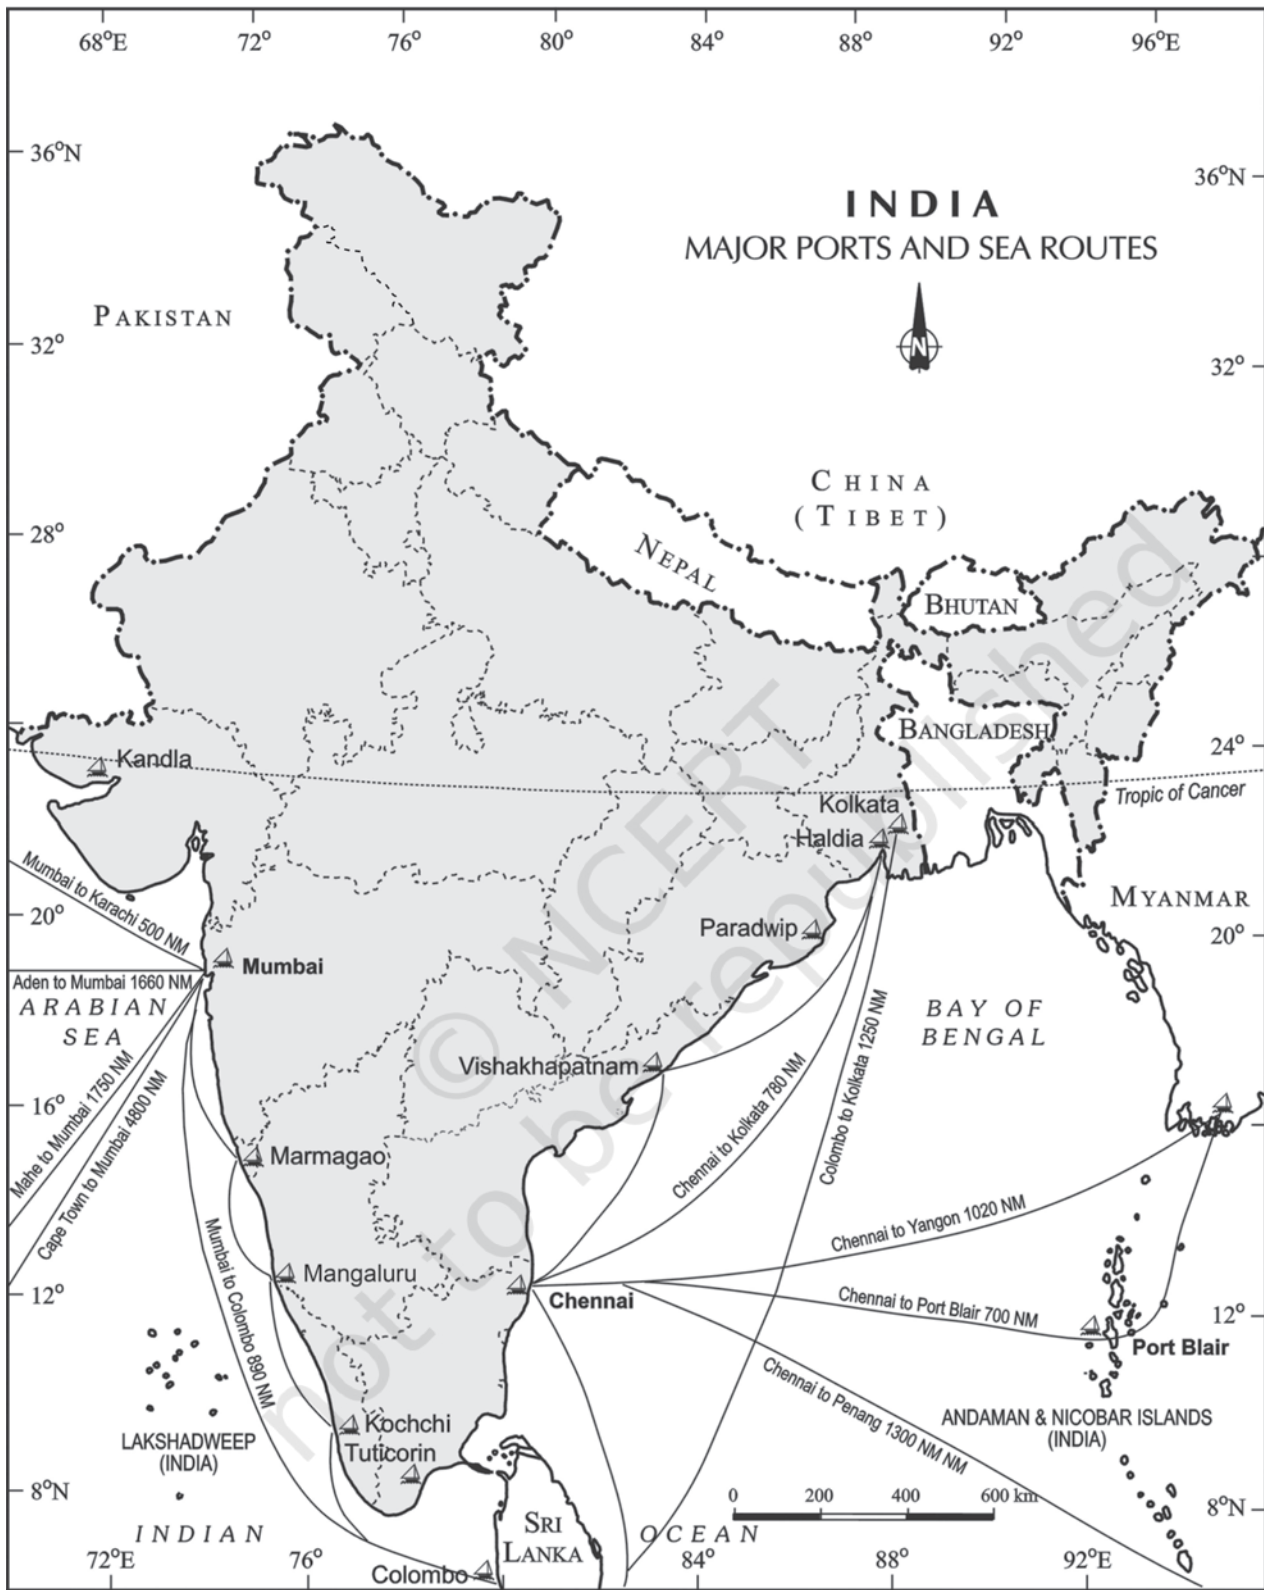 68°E 72° 76° 80° 84° 88° 92° 96°E
36°N
36°N
INDIA
MAJOR PORTS AND SEA ROUTES
N
PAKISTAN
32°
32°
CHINA
(TIBET)
28°
28°
NEPAL
BHUTAN
BANGLADESH
24°
Kandla
Tropic of Cancer
Kolkata
Haldia
MYANMAR
Mumbai to Karachi 500 NM
20°
20°
Paradwip
Mumbai
Aden to Mumbai 1660 NM
ARABIAN
SEA
BAY OF
BENGAL
Vishakhapatnam
Mahe to Mumbai 1750 NM
Cape Town to Mumbai 4800 NM
Chennai to Kolkata 780 NM
Colombo to Kolkata 1250 NM
16°
Marmagao
Mumbai to Colombo 890 NM
Chennai to Yangon 1020 NM
Mangaluru
12°
Chennai
Chennai to Port Blair 700 NM
12°
Port Blair
Chennai to Penang 1300 NM NM
Kochchi
Tuticorin
LAKSHADWEEP
(INDIA)
ANDAMAN & NICOBAR ISLANDS
(INDIA)
8°N
8°N
0 200 400 600 km
INDIAN
OCEAN
SRI
LANKA
Colombo
72°E 76° 84° 88° 92°E
© NCERT
not to be republished